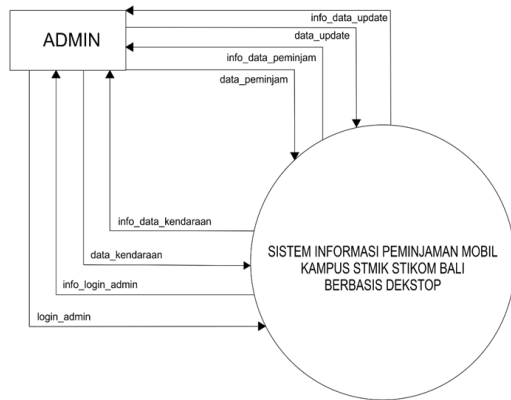 info_data_update
ADMIN
data_update
info_data_peminjam
data_peminjam
info_data_kendaraan
SISTEM INFORMASI PEMINJAMAN MOBIL
KAMPUS STMIK STIKOM BALI
BERBASIS DEKSTOP
data_kendaraan
info_login_admin
login_admin